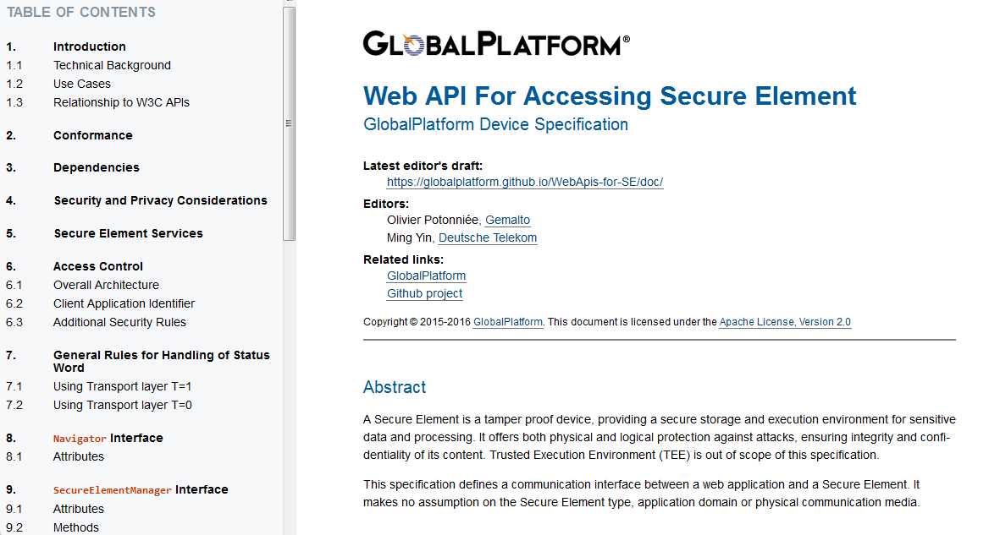 TABLE OF CONTENTS
1. Introduction
1.1 Technical Background
1.2 Use Cases
1.3 Relationship to W3C APIs
2. Conformance
3. Dependencies
4. Security and Privacy Considerations
5. Secure Element Services
6. Access Control
6.1 Overall Architecture
6.2 Client Application Identifier
6.3 Additional Security Rules
7. General Rules for Handling of Status
Word
7.1 Using Transport layer T=1
7.2 Using Transport layer T=0
8. Navigator Interface
8.1 Attributes
9. SecureElementManager Interface
9.1 Attributes
9.2 Methods
GLOBALPLATFORM®
Web API For Accessing Secure Element
GlobalPlatform Device Specification
Latest editor's draft:
https://globalplatform.github.io/WebApis-for-SE/doc/
Editors:
Olivier Potonniée, Gemalto
Ming Yin, Deutsche Telekom
Related links:
GlobalPlatform
Github project
Copyright © 2015-2016 GlobalPlatform. This document is licensed under the Apache License, Version 2.0
Abstract
A Secure Element is a tamper proof device, providing a secure storage and execution environment for sensitive
data and processing. It offers both physical and logical protection against attacks, ensuring integrity and confi-
dentiality of its content. Trusted Execution Environment (TEE) is out of scope of this specification.
This specification defines a communication interface between a web application and a Secure Element. It
makes no assumption on the Secure Element type, application domain or physical communication media.